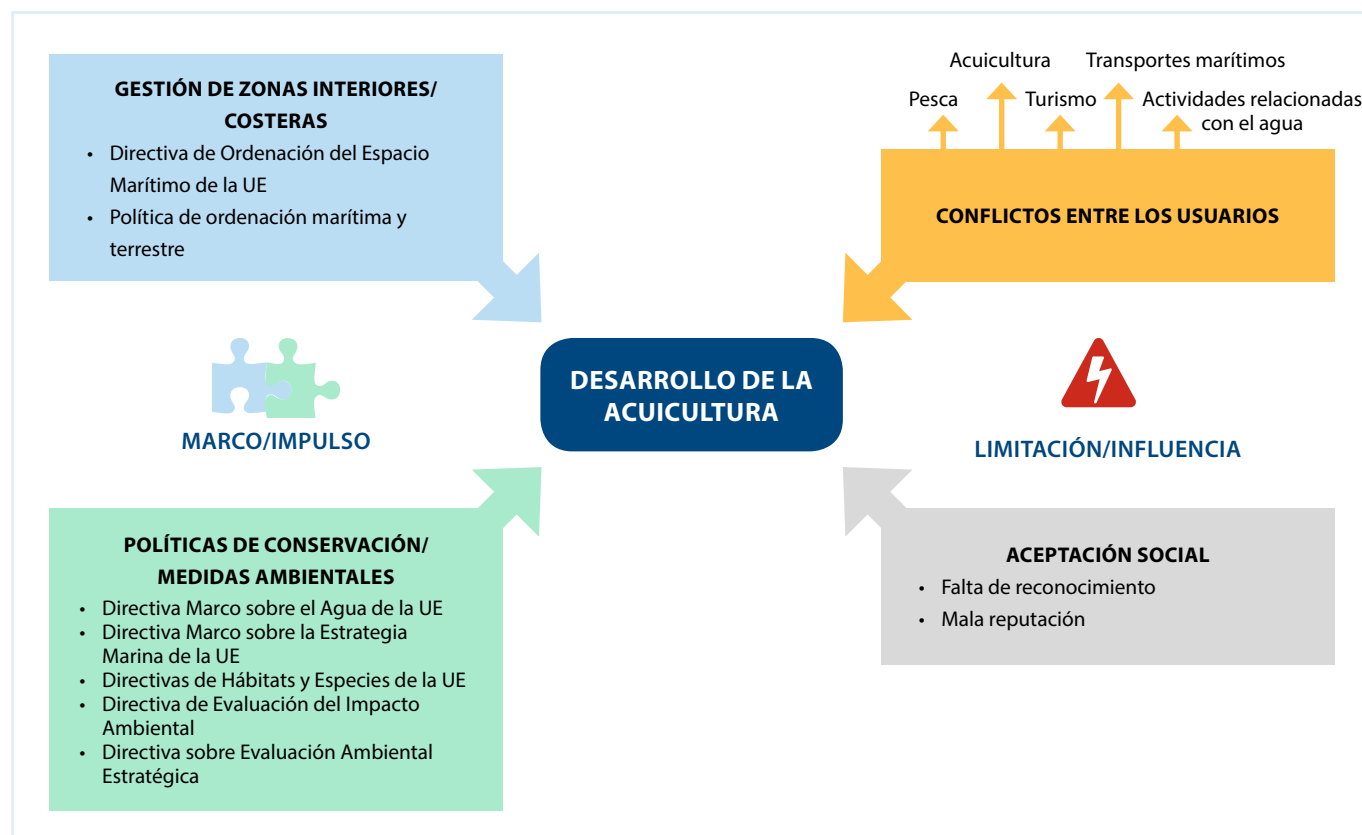 GESTIÓN DE ZONAS INTERIORES/
COSTERAS
• Directiva de Ordenación del Espacio
Marítimo de la UE
• Política de ordenación marítima y
terrestre
Acuicultura
Transportes marítimos
Pesca
Turismo
Actividades relacionadas
con el agua
CONFLICTOS ENTRE LOS USUARIOS
MARCO/IMPULSO
DESARROLLO DE LA
ACUICULTURA
LIMITACIÓN/INFLUENCIA
POLÍTICAS DE CONSERVACIÓN/
MEDIDAS AMBIENTALES
• Directiva Marco sobre el Agua de la UE
• Directiva Marco sobre la Estrategia
Marina de la UE
• Directivas de Hábitats y Especies de la UE
• Directiva de Evaluación del Impacto
Ambiental
• Directiva sobre Evaluación Ambiental
Estratégica
ACEPTACIÓN SOCIAL
• Falta de reconocimiento
• Mala reputación